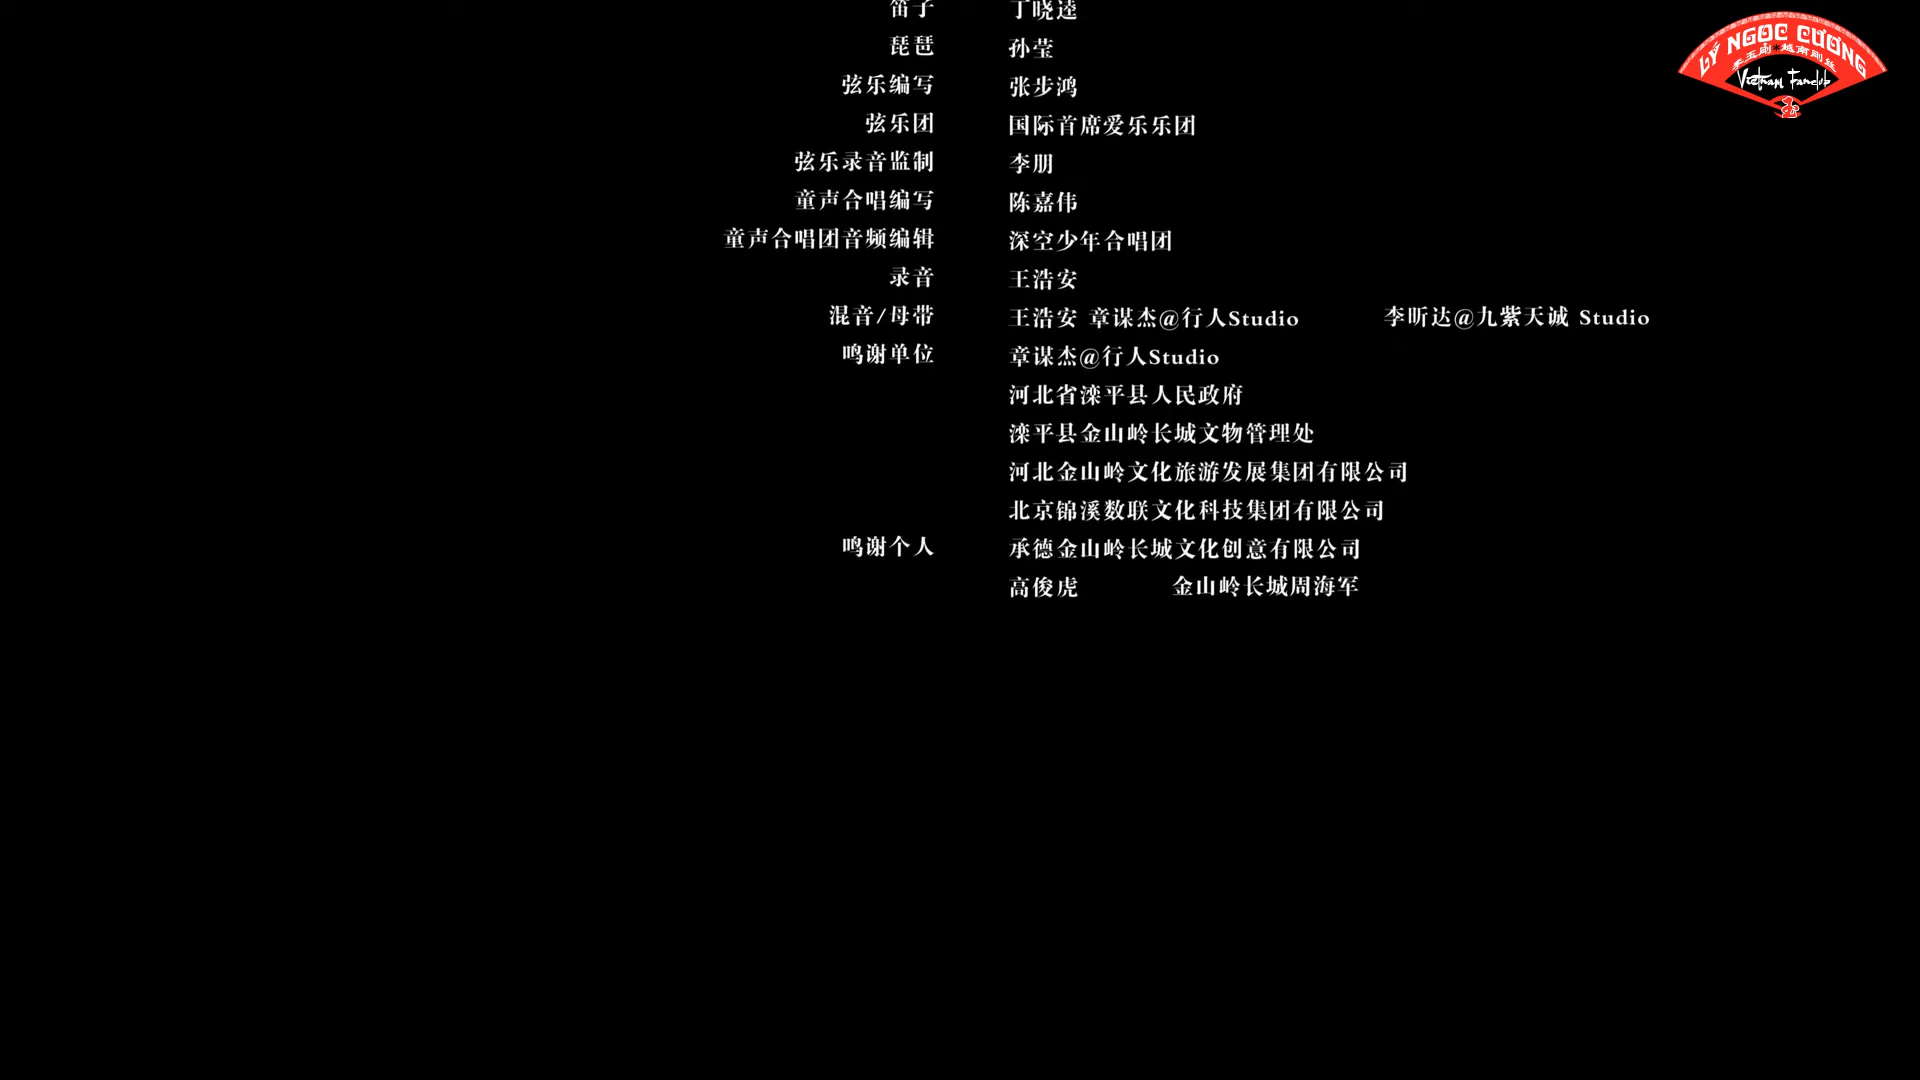 笛子 丁晓逵
琵琶 孙莹
弦乐编写 张步鸿
弦乐团 国际首席爱乐乐团
弦乐录音监制 李朋
童声合唱编写 陈嘉伟
童声合唱团音频编辑 深空少年合唱团
录音 王浩安
混音/母带 王浩安 章谋杰@行人Studio 李昕达@九紫天诚 Studio
鸣谢单位 章谋杰@行人Studio
河北省滦平县人民政府
滦平县金山岭长城文物管理处
河北金山岭文化旅游发展集团有限公司
北京锦溪数联文化科技集团有限公司
鸣谢个人 承德金山岭长城文化创意有限公司
高俊虎 金山岭长城周海军
LÝ NGỌC CƯƠNG
李玉刚 越南刚丝
Vietnam Fanclub
玉